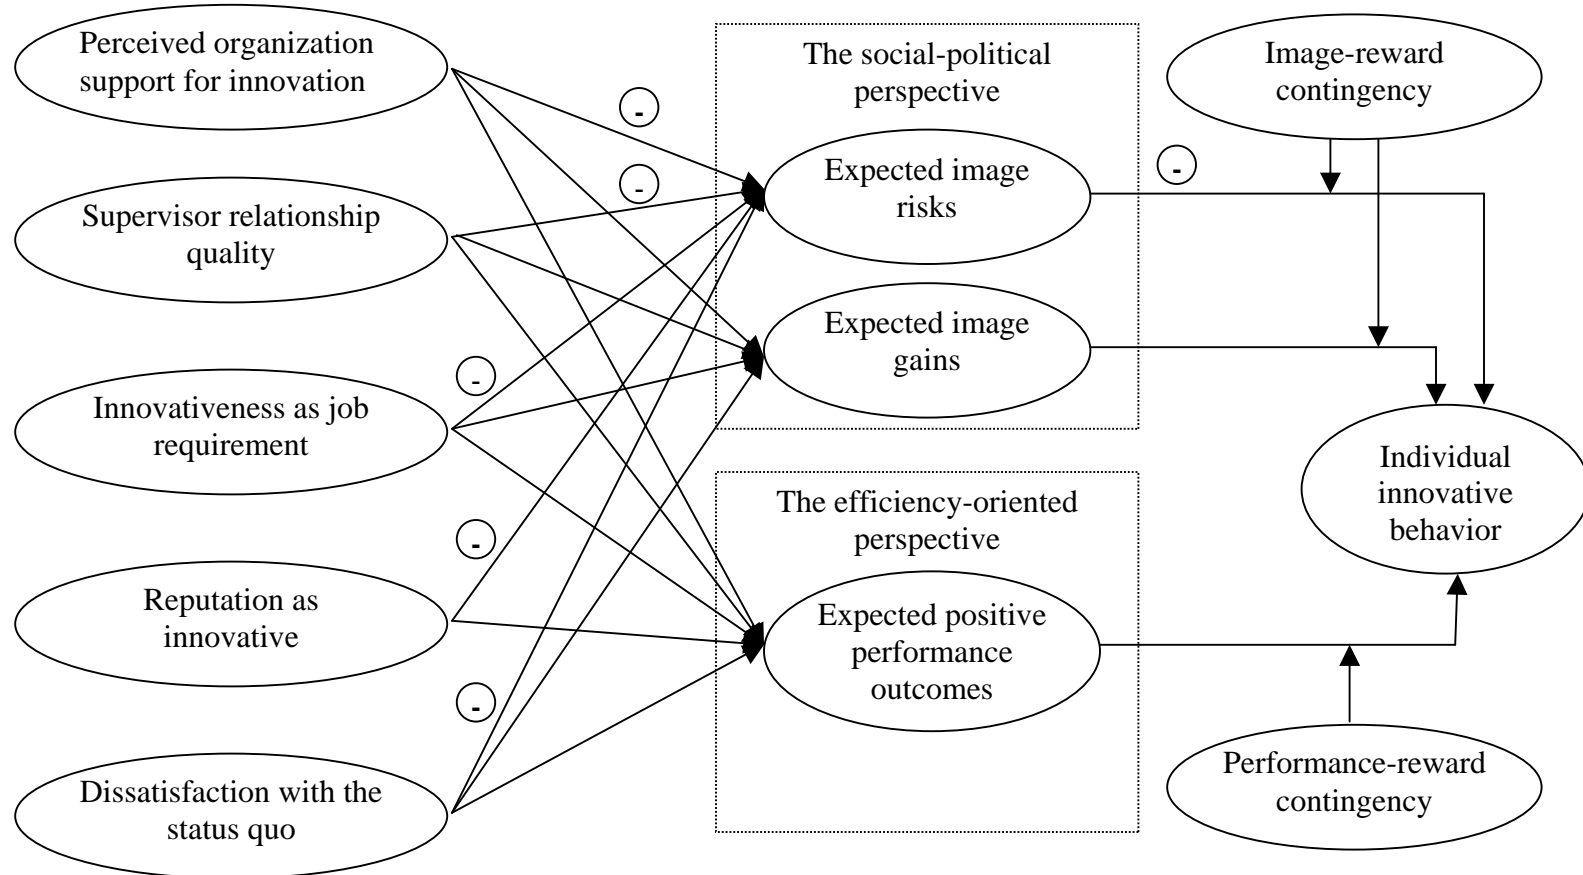 Perceived organization
support for innovation
Supervisor relationship
quality
Innovativeness as job
requirement
Reputation as
innovative
Dissatisfaction with the
status quo
-
-
-
-
-
The social-political
perspective
Expected image
risks
Expected image
gains
The efficiency-oriented
perspective
Expected positive
performance
outcomes
-
Image-reward
contingency
Individual
innovative
behavior
Performance-reward
contingency